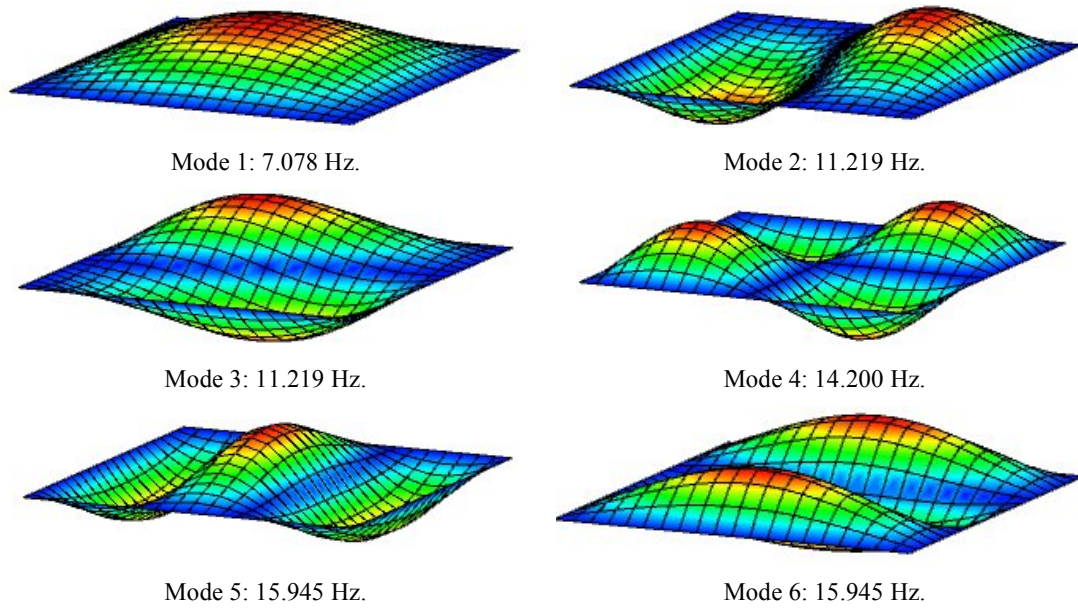 Mode 1: 7.078 Hz.
Mode 2: 11.219 Hz.
Mode 3: 11.219 Hz.
Mode 4: 14.200 Hz.
Mode 5: 15.945 Hz.
Mode 6: 15.945 Hz.